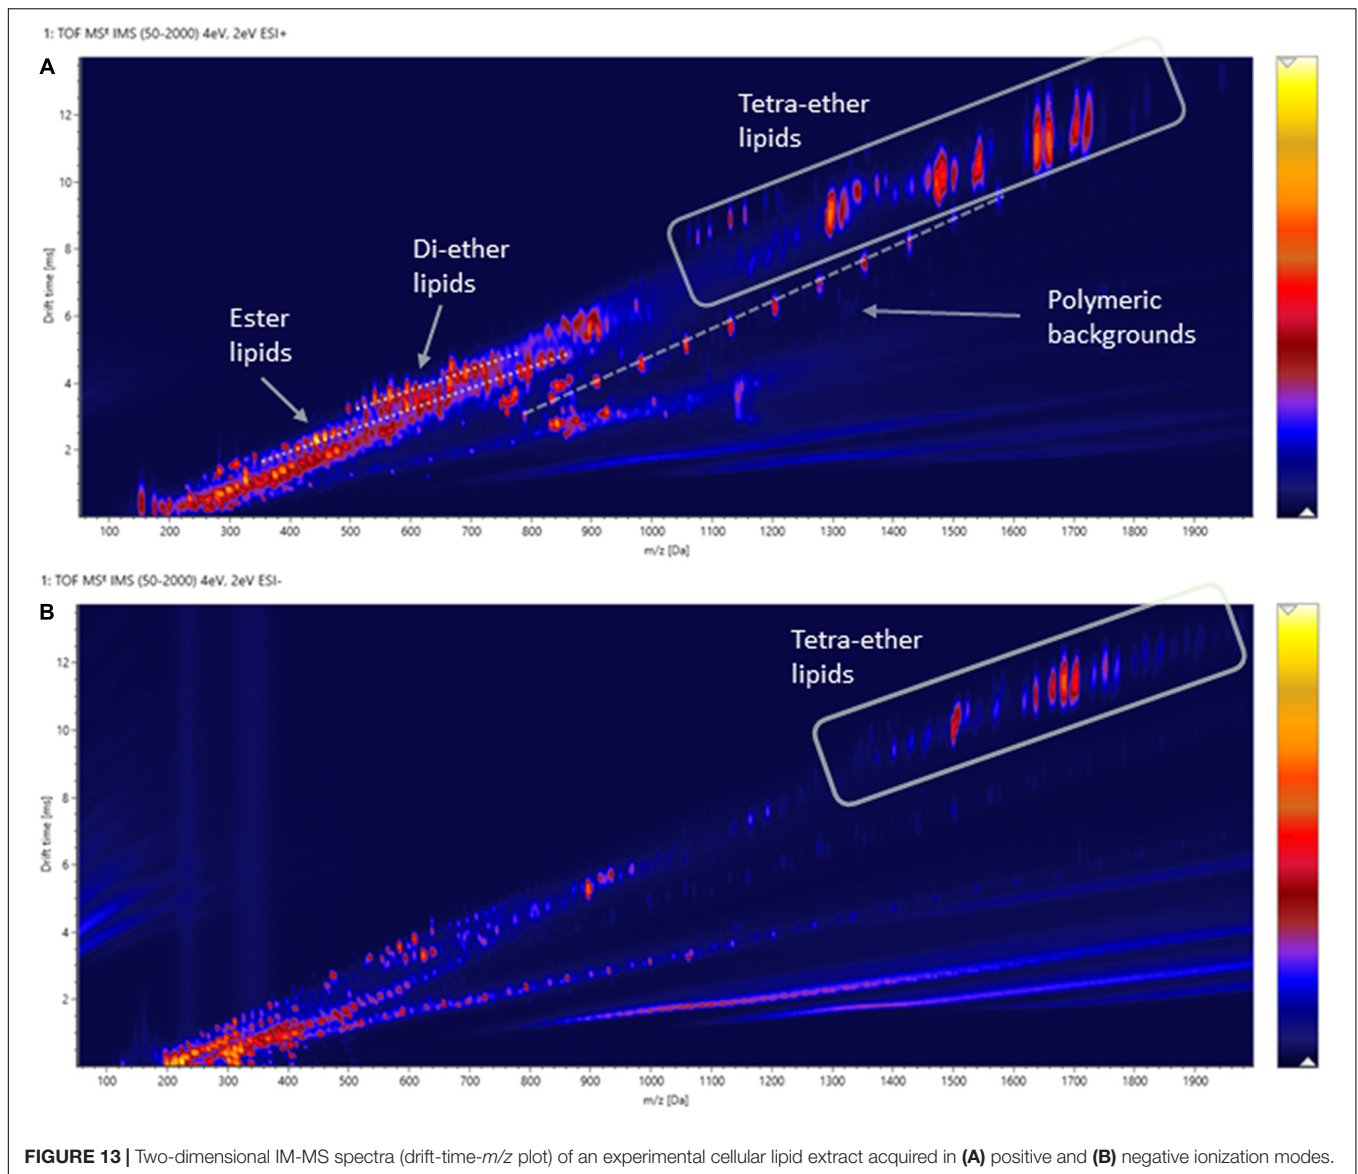 1: TOF MSᴱ IMS (50-2000) 4eV, 2eV ESI+
A
Tetra-ether
lipids
Di-ether
lipids
Ester
lipids
Polymeric
backgrounds
Drift time [ms]
12
10
8
6
4
2
100 200 300 400 500 600 700 800 900 1000 1100 1200 1300 1400 1500 1600 1700 1800 1900
m/z [Da]
1: TOF MSᴱ IMS (50-2000) 4eV, 2eV ESI-
B
Tetra-ether
lipids
Drift time [ms]
12
10
8
6
4
2
100 200 300 400 500 600 700 800 900 1000 1100 1200 1300 1400 1500 1600 1700 1800 1900
m/z [Da]
FIGURE 13 | Two-dimensional IM-MS spectra (drift-time-m/z plot) of an experimental cellular lipid extract acquired in (A) positive and (B) negative ionization modes.